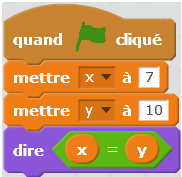 quand cliqué
mettre x à 7
mettre y à 10
dire x = y